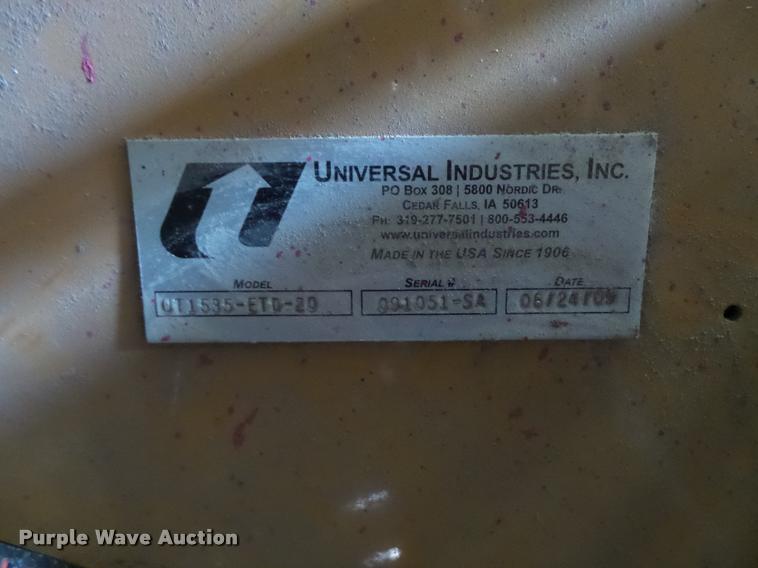 UNIVERSAL INDUSTRIES, INC.
PO BOX 308 | 5800 NORDIC DR.
CEDAR FALLS, IA 50613
PH: 319-277-7501 | 800-553-4446
www.universalindustries.com
MADE IN THE USA SINCE 1906
MODEL SERIAL # DATE
UT1535-ETD-20 091051-SA 06/24/09
Purple Wave Auction®